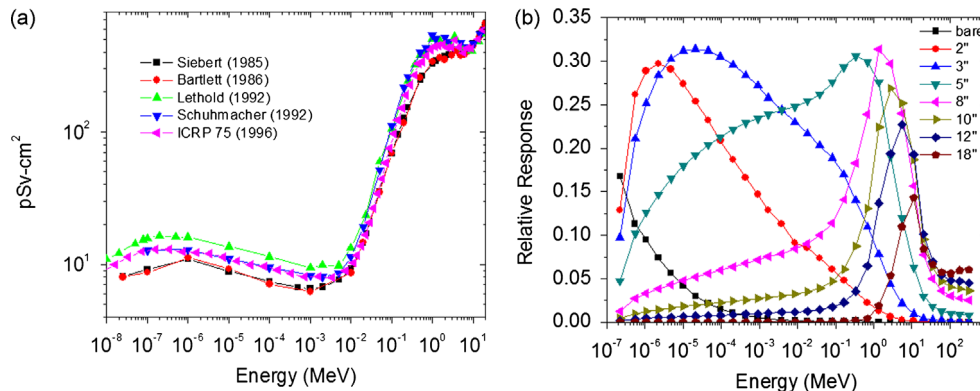 (a)
pSv-cm²
10²
10¹
Siebert (1985)
Bartlett (1986)
Lethold (1992)
Schuhmacher (1992)
ICRP 75 (1996)
10⁻⁸ 10⁻⁷ 10⁻⁶ 10⁻⁵ 10⁻⁴ 10⁻³ 10⁻² 10⁻¹ 10⁰ 10¹
Energy (MeV)
(b)
Relative Response
0.35
0.30
0.25
0.20
0.15
0.10
0.05
0.00
bare
2"
3"
5"
8"
10"
12"
18"
10⁻⁷ 10⁻⁶ 10⁻⁵ 10⁻⁴ 10⁻³ 10⁻² 10⁻¹ 10⁰ 10¹ 10²
Energy (MeV)